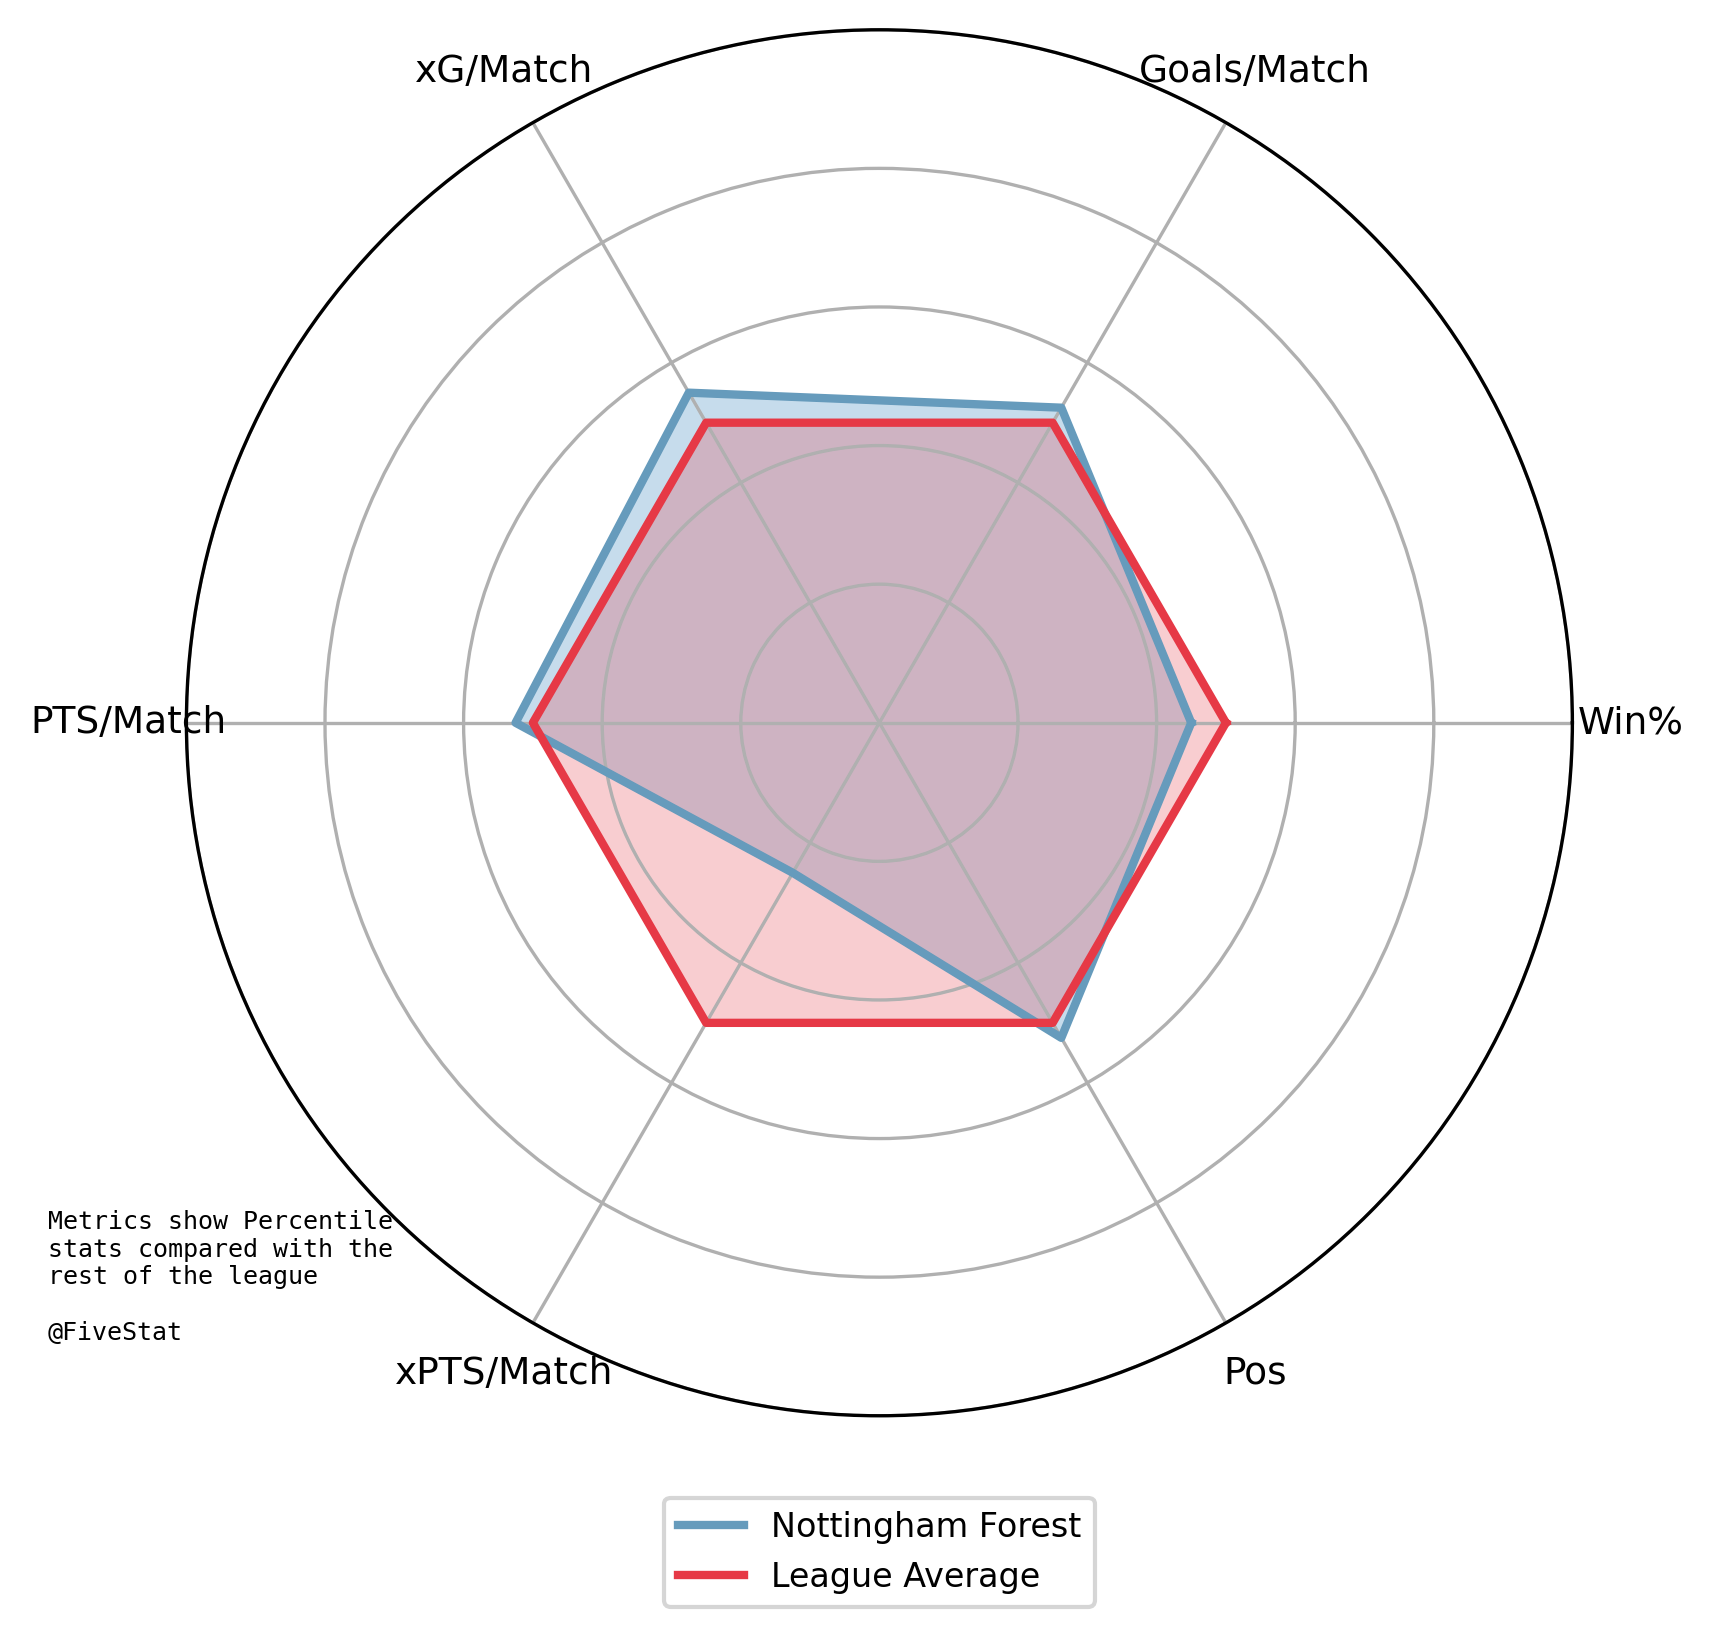 xG/Match
Goals/Match
PTS/Match
Win%
Metrics show Percentile
stats compared with the
rest of the league
@FiveStat
xPTS/Match
Pos
Nottingham Forest
League Average